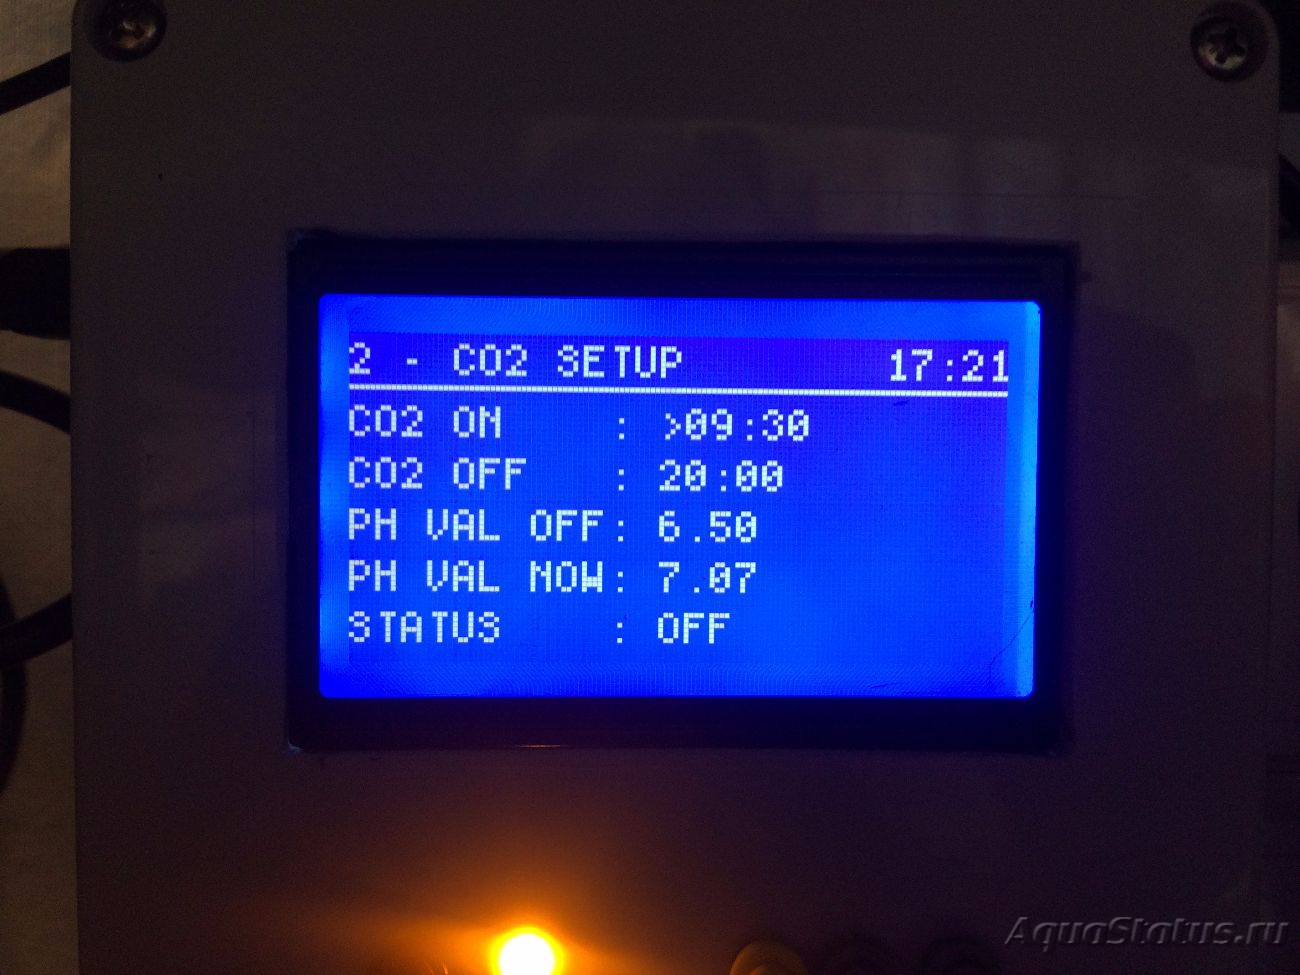 2 - CO2 SETUP 17:21
CO2 ON : >09:30
CO2 OFF : 20:00
PH VAL OFF: 6.50
PH VAL NOW: 7.07
STATUS : OFF
AquaStatus.ru